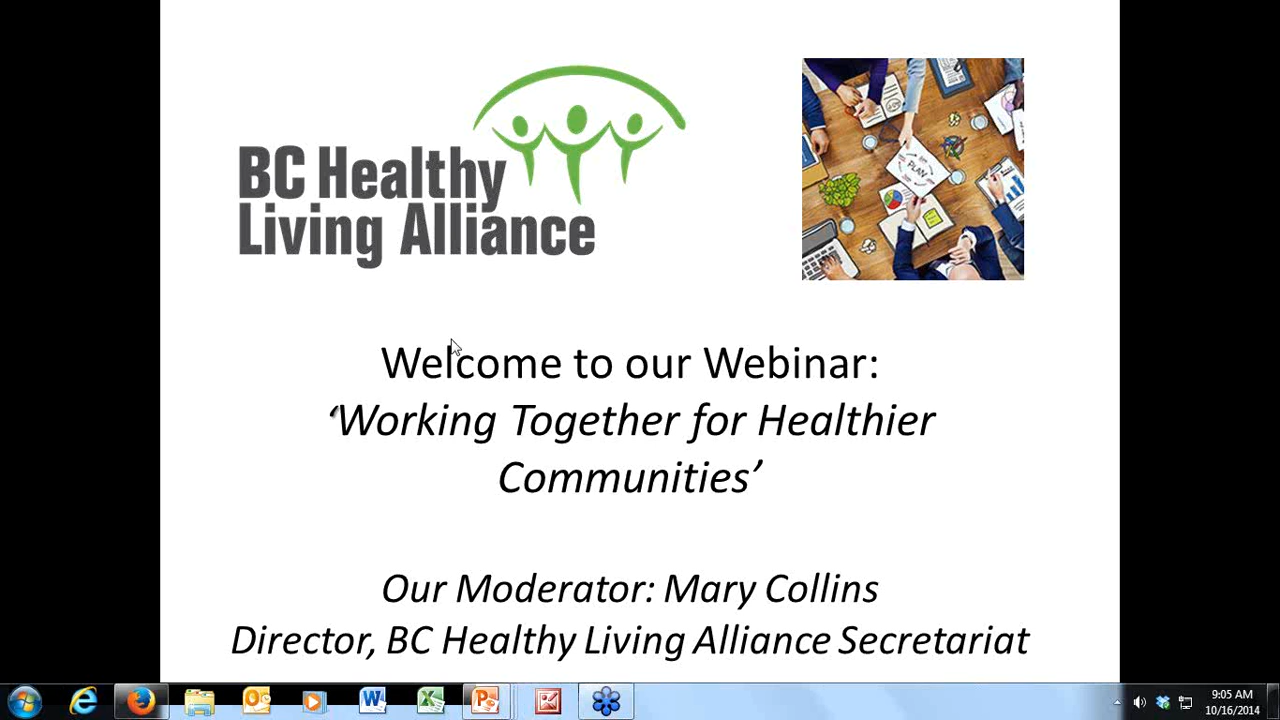 BC Healthy
Living Alliance
PLAN
Welcome to our Webinar:
‘Working Together for Healthier
Communities’
Our Moderator: Mary Collins
Director, BC Healthy Living Alliance Secretariat
9:05 AM
10/16/2014